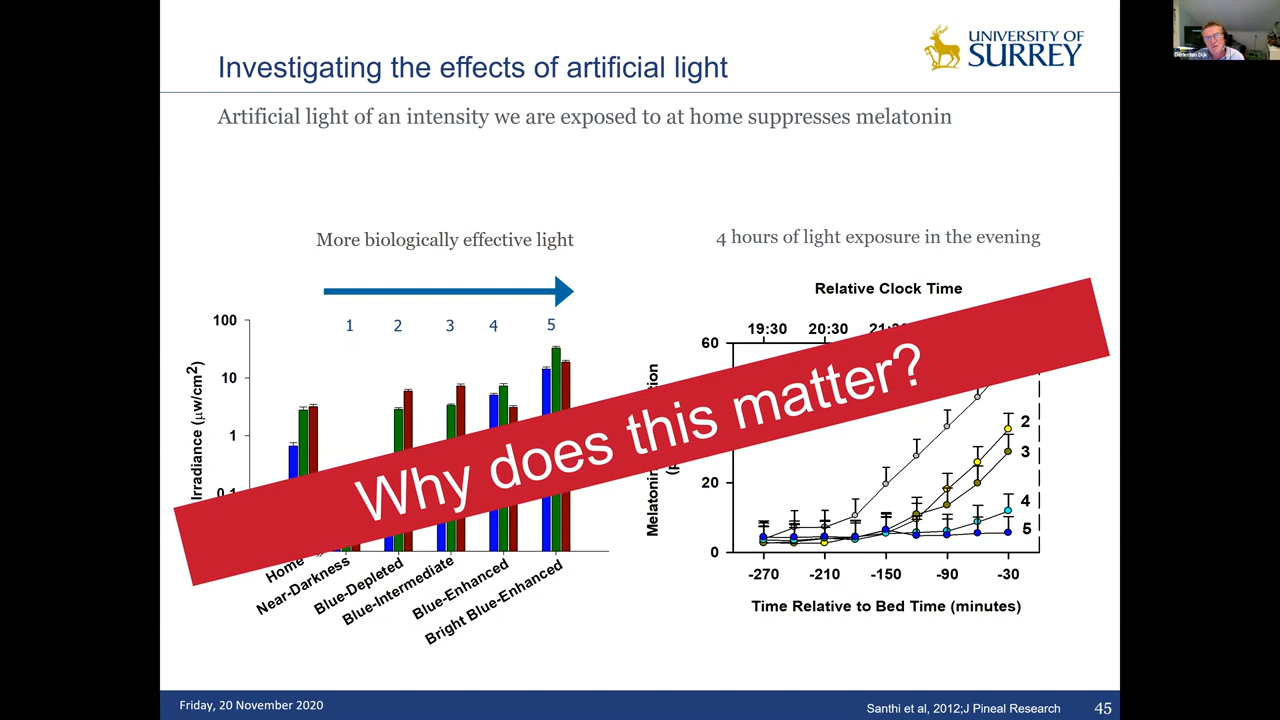 UNIVERSITY OF
SURREY
Investigating the effects of artificial light
Artificial light of an intensity we are exposed to at home suppresses melatonin
More biologically effective light
4 hours of light exposure in the evening
Relative Clock Time
100
1
2
3
4
5
10
1
0.1
Irradiance (μw/cm2)
Home
Near-Darkness
Blue-Depleted
Blue-Intermediate
Blue-Enhanced
Bright Blue-Enhanced
Why does this matter?
19:30
20:30
60
20
0
Melatonin
2
3
4
5
-270
-210
-150
-90
-30
Time Relative to Bed Time (minutes)
Friday, 20 November 2020
Santhi et al, 2012;J Pineal Research
45